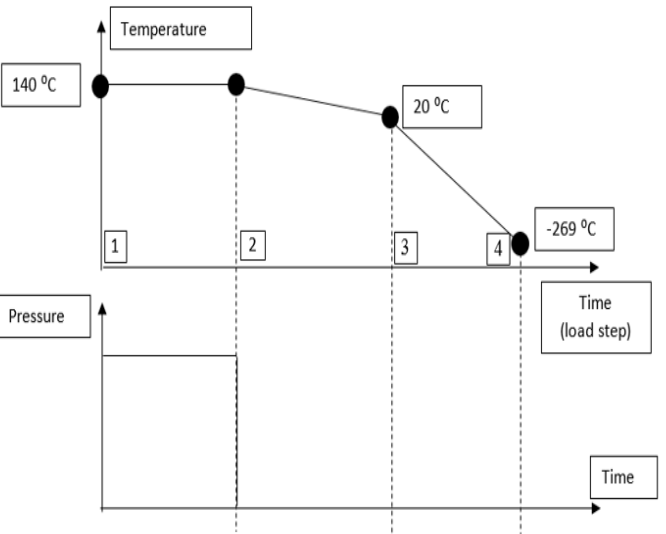 Temperature
140 ⁰C
20 ⁰C
-269 ⁰C
1
2
3
4
Time
(load step)
Pressure
Time